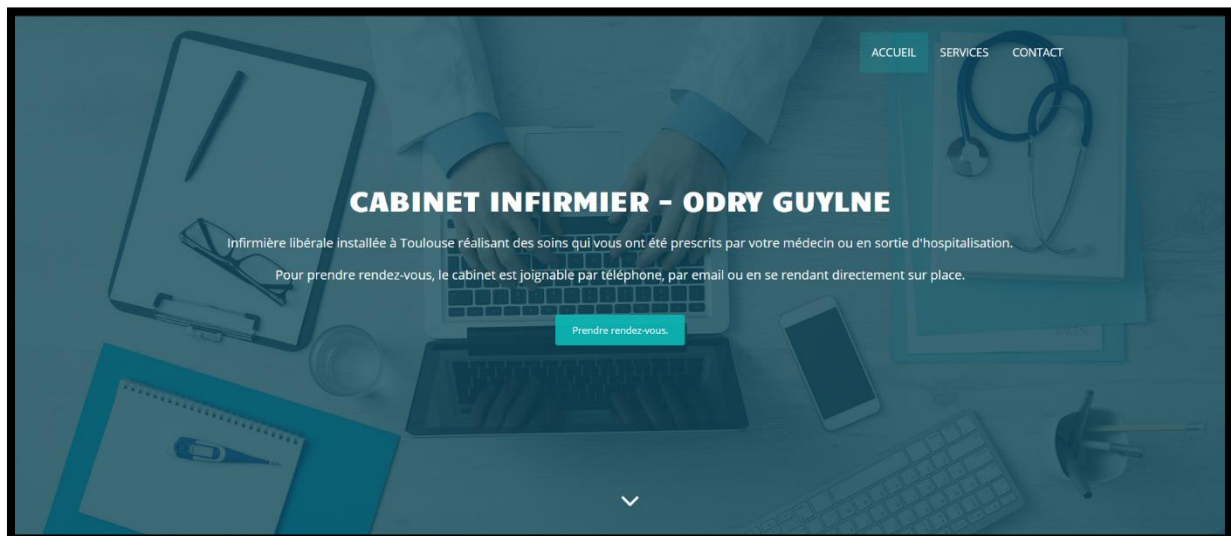 ACCUEIL SERVICES CONTACT
CABINET INFIRMIER - ODRY GUYLNE
Infirmière libérale installée à Toulouse réalisant des soins qui vous ont été prescrits par votre médecin ou en sortie d'hospitalisation.
Pour prendre rendez-vous, le cabinet est joignable par téléphone, par email ou en se rendant directement sur place.
Prendre rendez-vous.